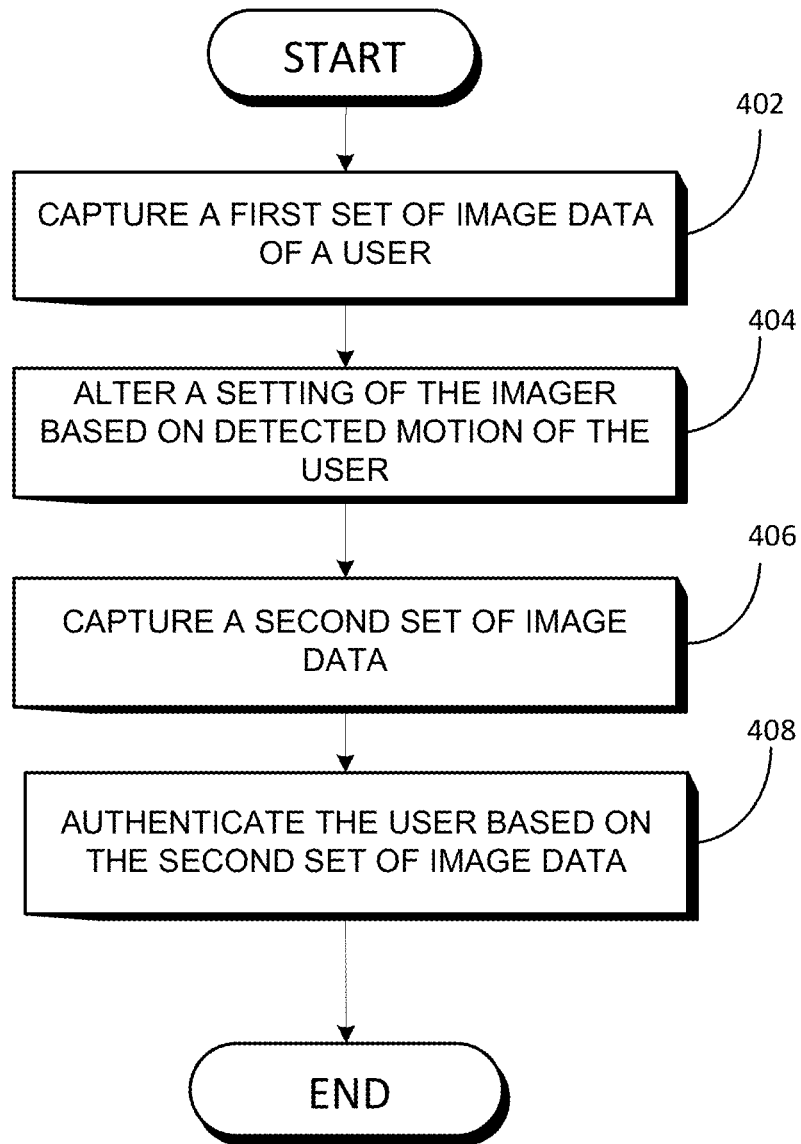 START
402
CAPTURE A FIRST SET OF IMAGE DATA
OF A USER
404
ALTER A SETTING OF THE IMAGER
BASED ON DETECTED MOTION OF THE
USER
406
CAPTURE A SECOND SET OF IMAGE
DATA
408
AUTHENTICATE THE USER BASED ON
THE SECOND SET OF IMAGE DATA
END